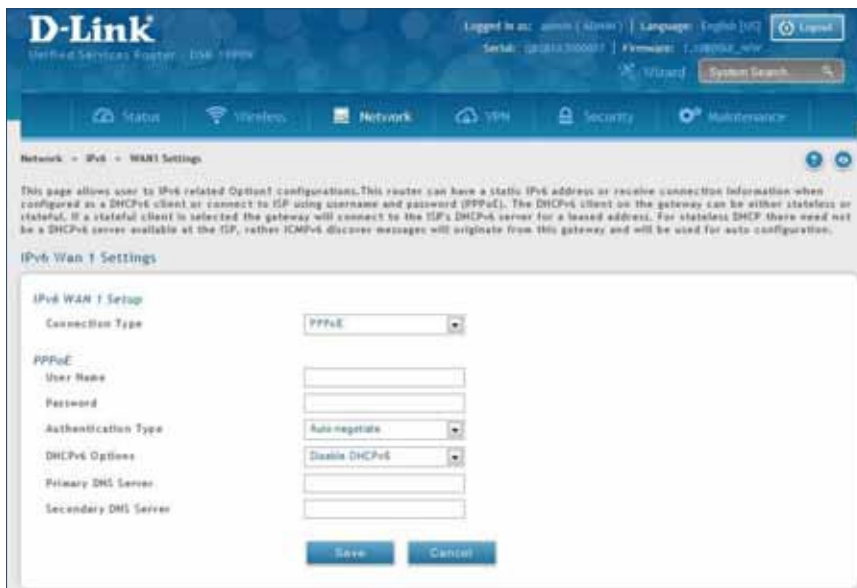 D-Link
Unified Services Router - DSR-1000N
Logged in as: admin ( ADMIN ) | Language: English [US]
Logout
Serial: | Firmware:
Wizard
System Search
Status
Wireless
Network
VPN
Security
Maintenance
Network » IPv6 » WAN1 Settings
This page allows user to IPv6 related Option1 configurations.This router can have a static IPv6 address or receive connection information when
configured as a DHCPv6 client or connect to ISP using username and password (PPPoE). The DHCPv6 client on the gateway can be either stateless or
stateful. If a stateful client is selected the gateway will connect to the ISP's DHCPv6 server for a leased address. For stateless DHCP there need not
be a DHCPv6 server available at the ISP, rather ICMPv6 discover messages will originate from this gateway and will be used for auto configuration.
IPv6 Wan 1 Settings
IPv6 WAN 1 Setup
Connection Type
PPPoE
PPPoE
User Name
Password
Authentication Type
Auto-negotiate
DHCPv6 Options
Disable DHCPv6
Primary DNS Server
Secondary DNS Server
Save
Cancel